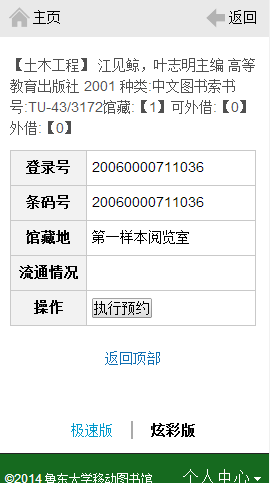 主页 返回
【土木工程】 江见鲸，叶志明主编 高等
教育出版社 2001 种类:中文图书索书
号:TU-43/3172馆藏:【1】可外借:【0】
外借:【0】
登录号 20060000711036
条码号 20060000711036
馆藏地 第一样本阅览室
流通情况
操作 执行预约
返回顶部
极速版 | 炫彩版
©2014 鲁东大学移动图书馆 个人中心